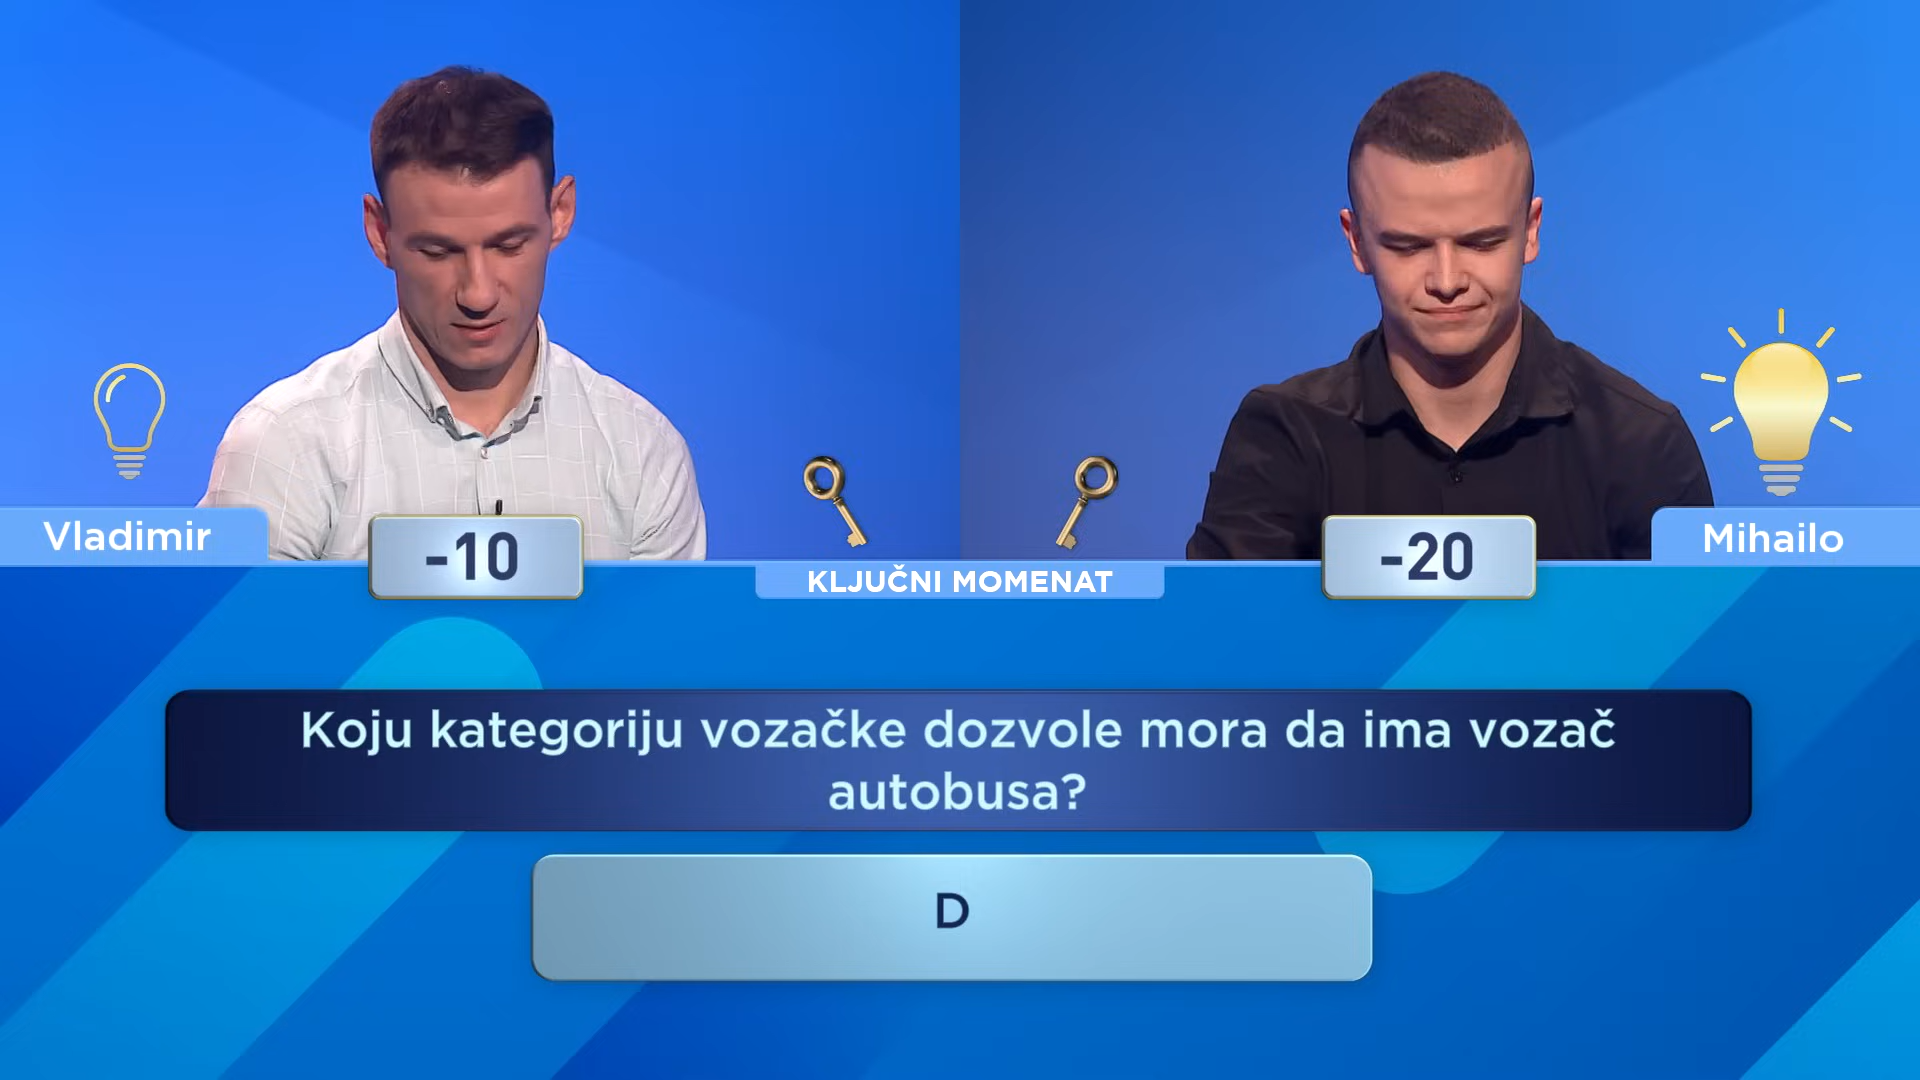 Vladimir
-10
KLJUČNI MOMENAT
-20
Mihailo
Koju kategoriju vozačke dozvole mora da ima vozač
autobusa?
D